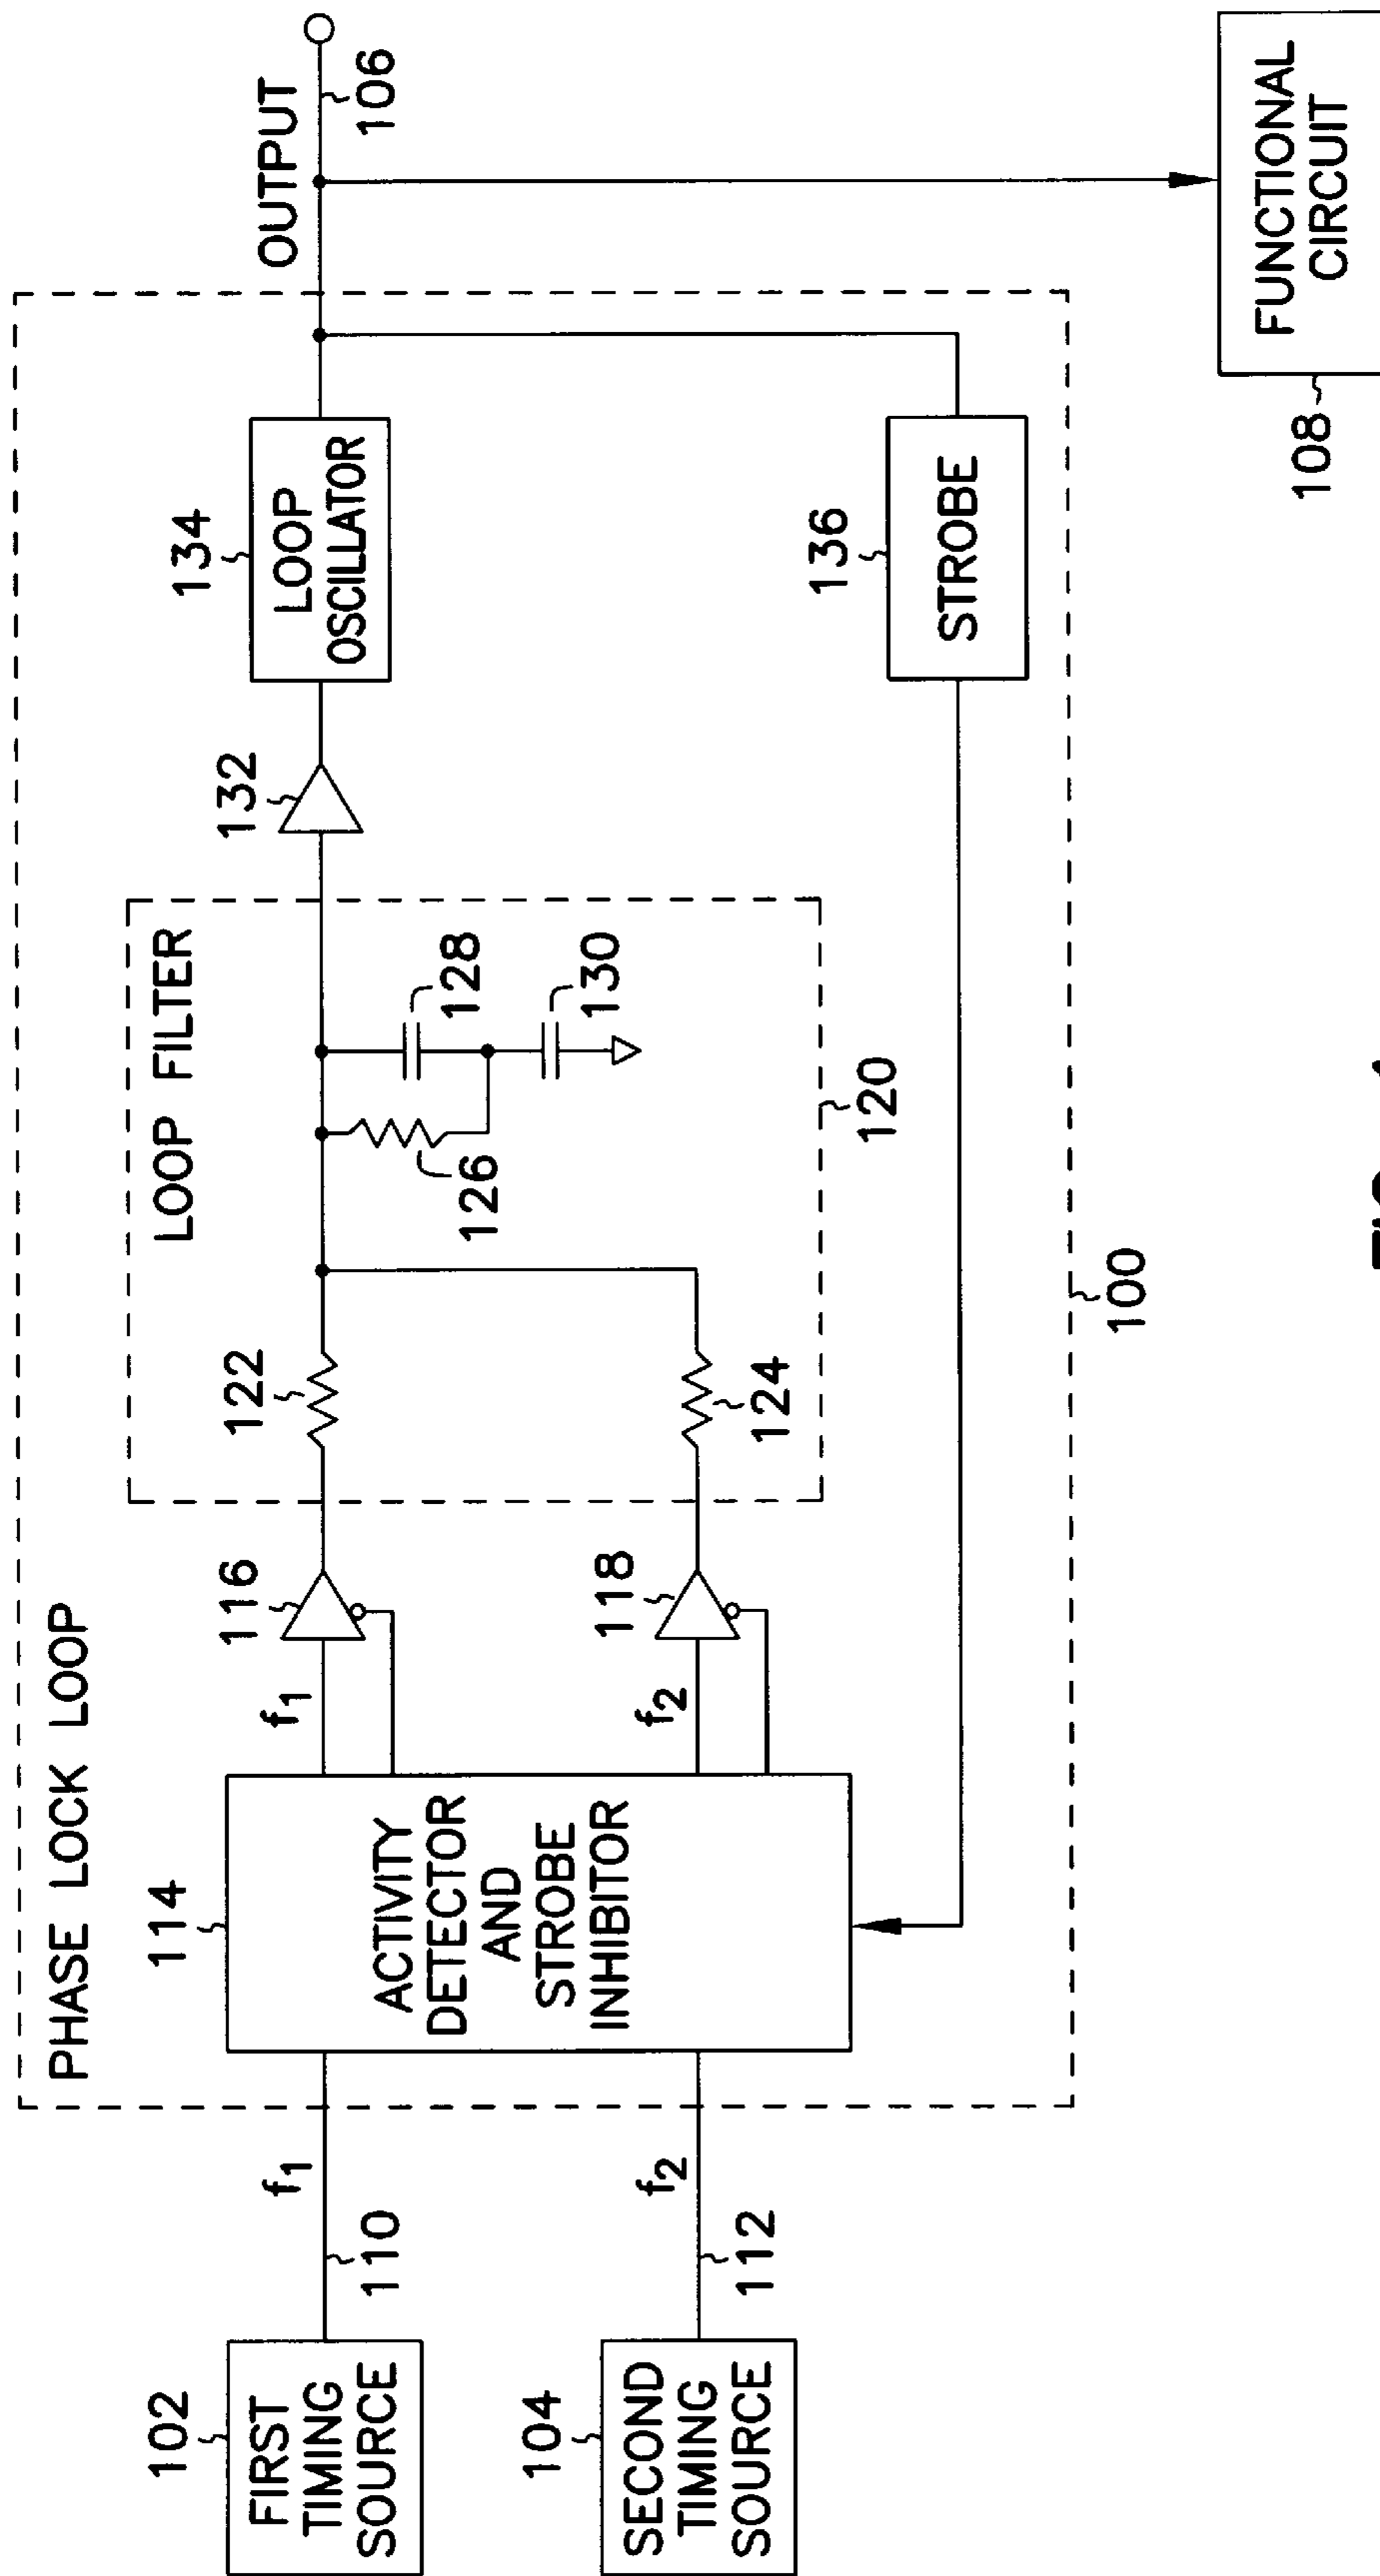 PHASE LOCK LOOP
102
FIRST
TIMING
SOURCE
f1
110
104
SECOND
TIMING
SOURCE
f2
112
114
ACTIVITY
DETECTOR
AND
STROBE
INHIBITOR
f1
116
f2
118
LOOP FILTER
122
124
126
128
130
120
132
134
LOOP
OSCILLATOR
136
STROBE
100
OUTPUT
106
108
FUNCTIONAL
CIRCUIT